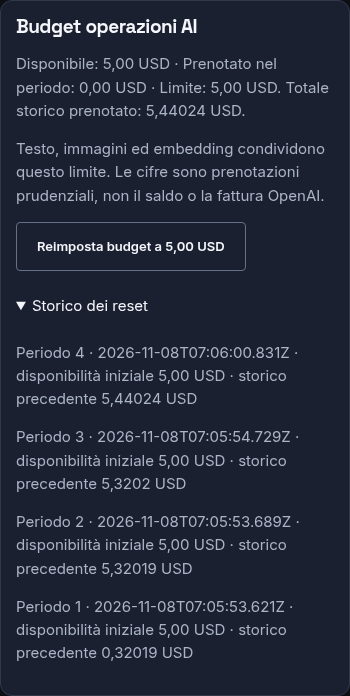 Budget operazioni AI
Disponibile: 5,00 USD · Prenotato nel
periodo: 0,00 USD · Limite: 5,00 USD. Totale
storico prenotato: 5,44024 USD.
Testo, immagini ed embedding condividono
questo limite. Le cifre sono prenotazioni
prudenziali, non il saldo o la fattura OpenAI.
Reimposta budget a 5,00 USD
▼ Storico dei reset
Periodo 4 · 2026-11-08T07:06:00.831Z ·
disponibilità iniziale 5,00 USD · storico
precedente 5,44024 USD
Periodo 3 · 2026-11-08T07:05:54.729Z ·
disponibilità iniziale 5,00 USD · storico
precedente 5,3202 USD
Periodo 2 · 2026-11-08T07:05:53.689Z ·
disponibilità iniziale 5,00 USD · storico
precedente 5,32019 USD
Periodo 1 · 2026-11-08T07:05:53.621Z ·
disponibilità iniziale 5,00 USD · storico
precedente 0,32019 USD